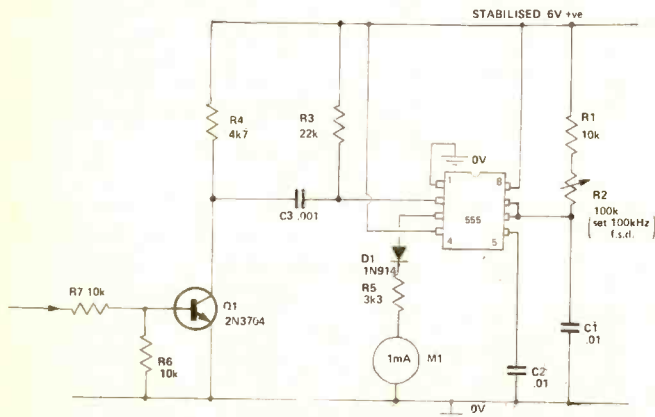 STABILISED 6V +ve
R4
4k7
R3
22k
R1
10k
0V
1
8
R2
100k
(set 100kHz
f.s.d.)
555
C3 .001
4
5
D1
1N914
R5
3k3
R7 10k
Q1
2N3704
R6
10k
1mA
M1
C1
.01
C2
.01
0V